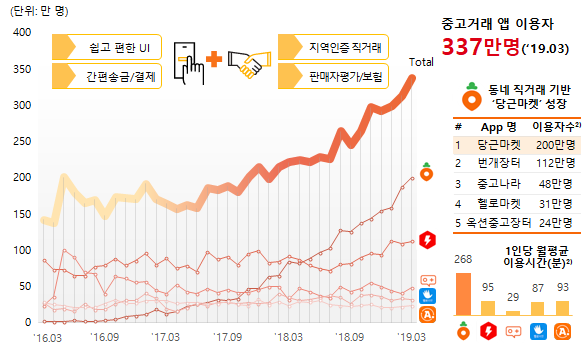 (단위: 만 명)
400
350
300
250
200
150
100
50
0
'16.03
'16.09
'17.03
'17.09
'18.03
'18.09
'19.03
쉽고 편한 UI
간편송금/결제
지역인증 직거래
판매자평가/보험
Total
중고거래 앱 이용자
337만명('19.03)
동네 직거래 기반
'당근마켓' 성장
# App 명 이용자수2)
1 당근마켓 200만명
2 번개장터 112만명
3 중고나라 48만명
4 헬로마켓 31만명
5 옥션중고장터 24만명
1인당 월평균
이용시간(분)2)
268
95
29
87
93